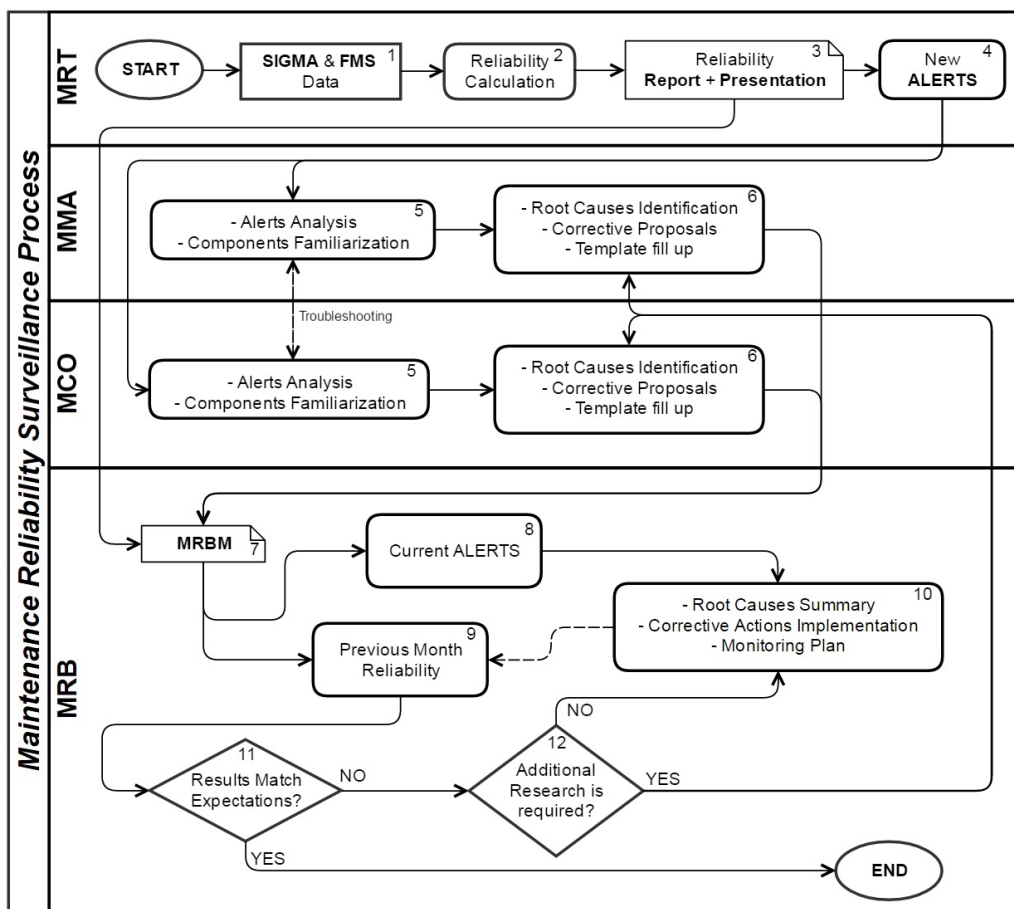 Maintenance Reliability Surveillance Process
MRT
START
SIGMA & FMS
Data
1
Reliability
Calculation
2
Reliability
Report + Presentation
3
New
ALERTS
4
MMA
- Alerts Analysis
- Components Familiarization
5
- Root Causes Identification
- Corrective Proposals
- Template fill up
6
Troubleshooting
MCO
- Alerts Analysis
- Components Familiarization
5
- Root Causes Identification
- Corrective Proposals
- Template fill up
6
MRB
MRBM
7
Current ALERTS
8
Previous Month
Reliability
9
- Root Causes Summary
- Corrective Actions Implementation
- Monitoring Plan
10
11
Results Match
Expectations?
NO
12
Additional
Research is
required?
NO
YES
YES
END